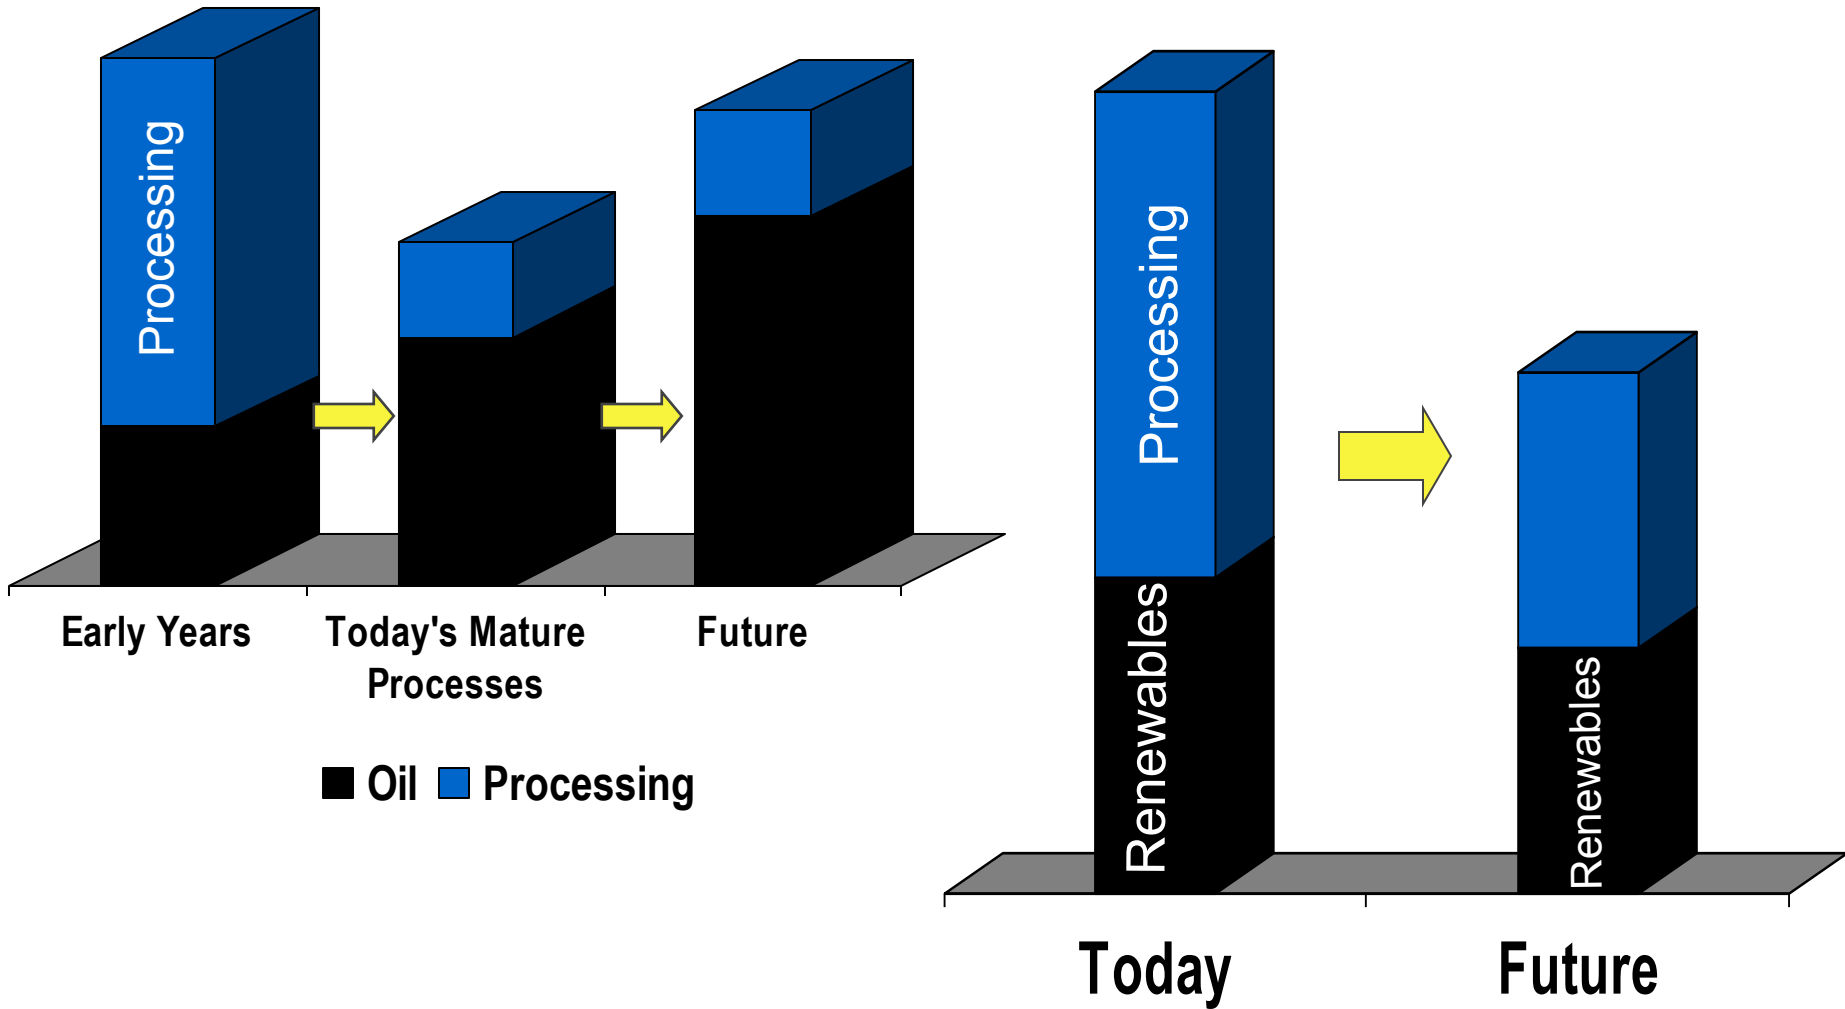 Processing
Early Years
Today's Mature
Processes
Future
Oil
Processing
Processing
Renewables
Renewables
Today
Future